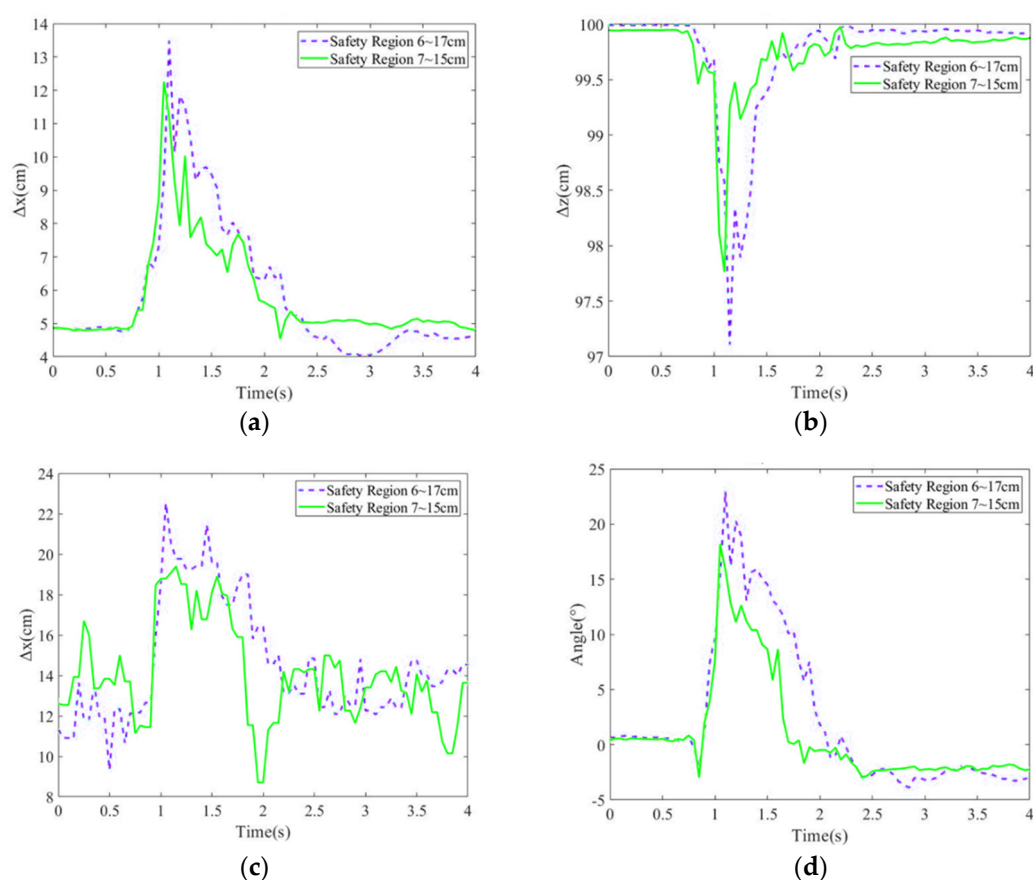 14
13
12
11
10
9
8
7
6
5
4
Δx(cm)
Safety Region 6~17cm
Safety Region 7~15cm
0 0.5 1 1.5 2 2.5 3 3.5 4
Time(s)
(a)
100
99.5
99
98.5
98
97.5
97
Δz(cm)
Safety Region 6~17cm
Safety Region 7~15cm
0 0.5 1 1.5 2 2.5 3 3.5 4
Time(s)
(b)
24
22
20
18
16
14
12
10
8
Δx(cm)
Safety Region 6~17cm
Safety Region 7~15cm
0 0.5 1 1.5 2 2.5 3 3.5 4
Time(s)
(c)
25
20
15
10
5
0
-5
Angle(°)
Safety Region 6~17cm
Safety Region 7~15cm
0 0.5 1 1.5 2 2.5 3 3.5 4
Time(s)
(d)